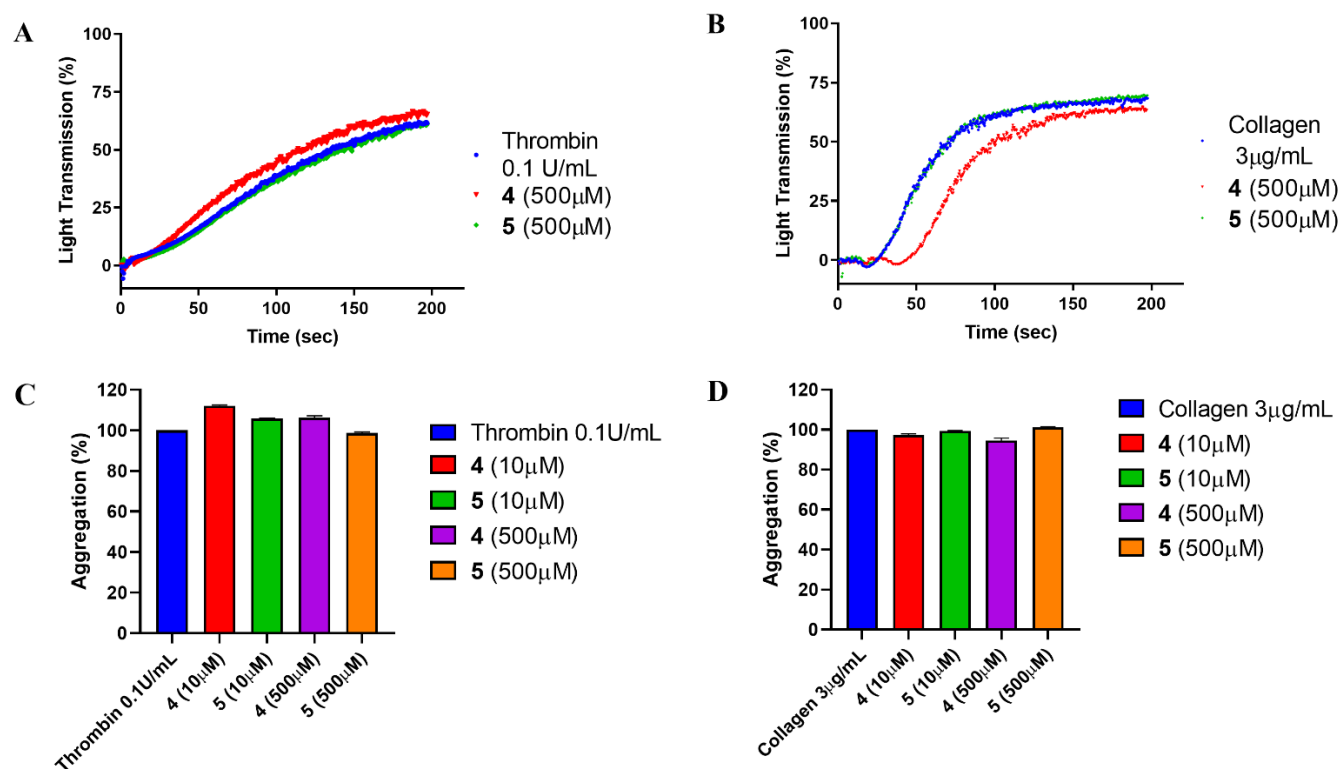 A
100
75
50
25
0
Light Transmission (%)
0 50 100 150 200
Time (sec)
Thrombin
0.1 U/mL
4 (500μM)
5 (500μM)
B
100
75
50
25
0
Light Transmission (%)
0 50 100 150 200
Time (sec)
Collagen
3μg/mL
4 (500μM)
5 (500μM)
C
120
100
80
60
40
20
0
Aggregation (%)
Thrombin 0.1U/mL
4 (10μM)
5 (10μM)
4 (500μM)
5 (500μM)
Thrombin 0.1U/mL
4 (10μM)
5 (10μM)
4 (500μM)
5 (500μM)
D
120
100
80
60
40
20
0
Aggregation (%)
Collagen 3μg/mL
4 (10μM)
5 (10μM)
4 (500μM)
5 (500μM)
Collagen 3μg/mL
4 (10μM)
5 (10μM)
4 (500μM)
5 (500μM)